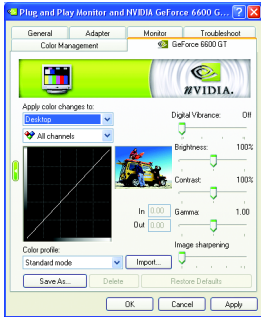 Plug and Play Monitor and NVIDIA GeForce 6600 G...
General Adapter Monitor Troubleshoot
Color Management GeForce 6600 GT
NVIDIA.
Apply color changes to:
Desktop
All channels
Digital Vibrance: Off
Brightness: 100%
Contrast: 100%
In 0.00
Out 0.00
Gamma: 1.00
Color profile:
Standard mode
Import...
Image sharpening
Save As... Delete Restore Defaults
OK Cancel Apply